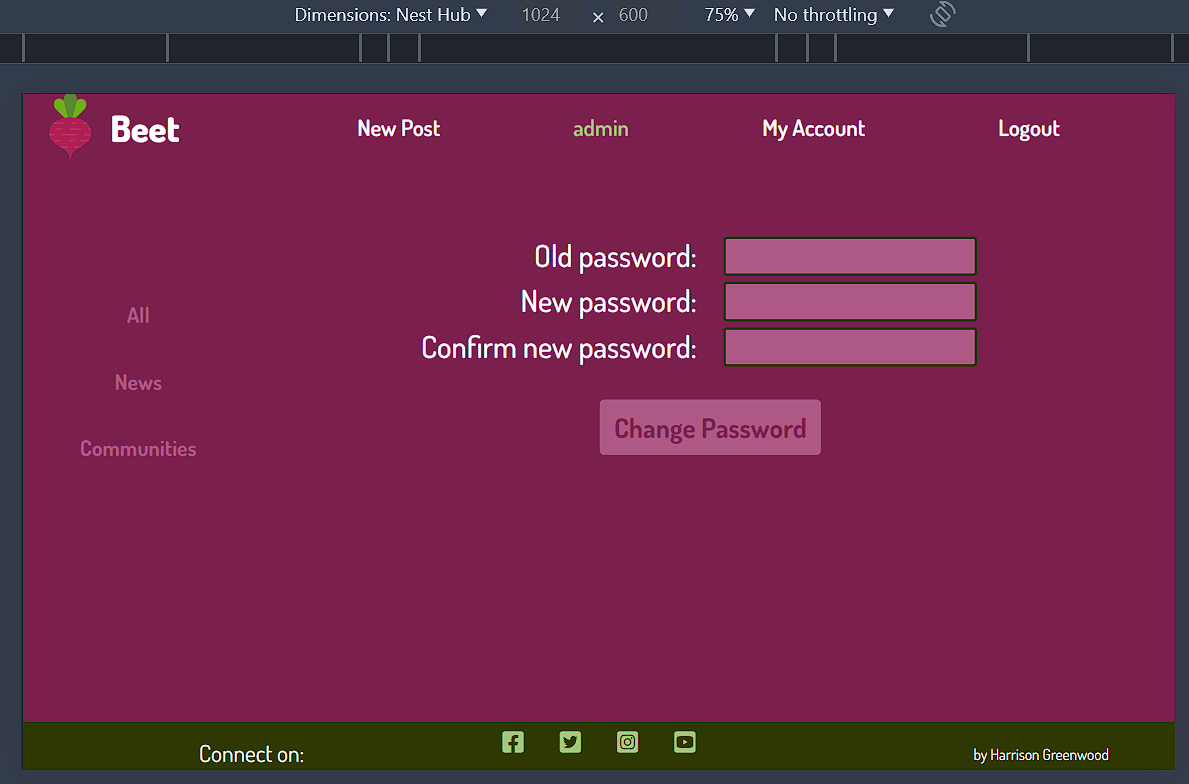 Dimensions: Nest Hub 1024 × 600 75% No throttling
Beet New Post admin My Account Logout
All
News
Communities
Old password:
New password:
Confirm new password:
Change Password
Connect on: by Harrison Greenwood